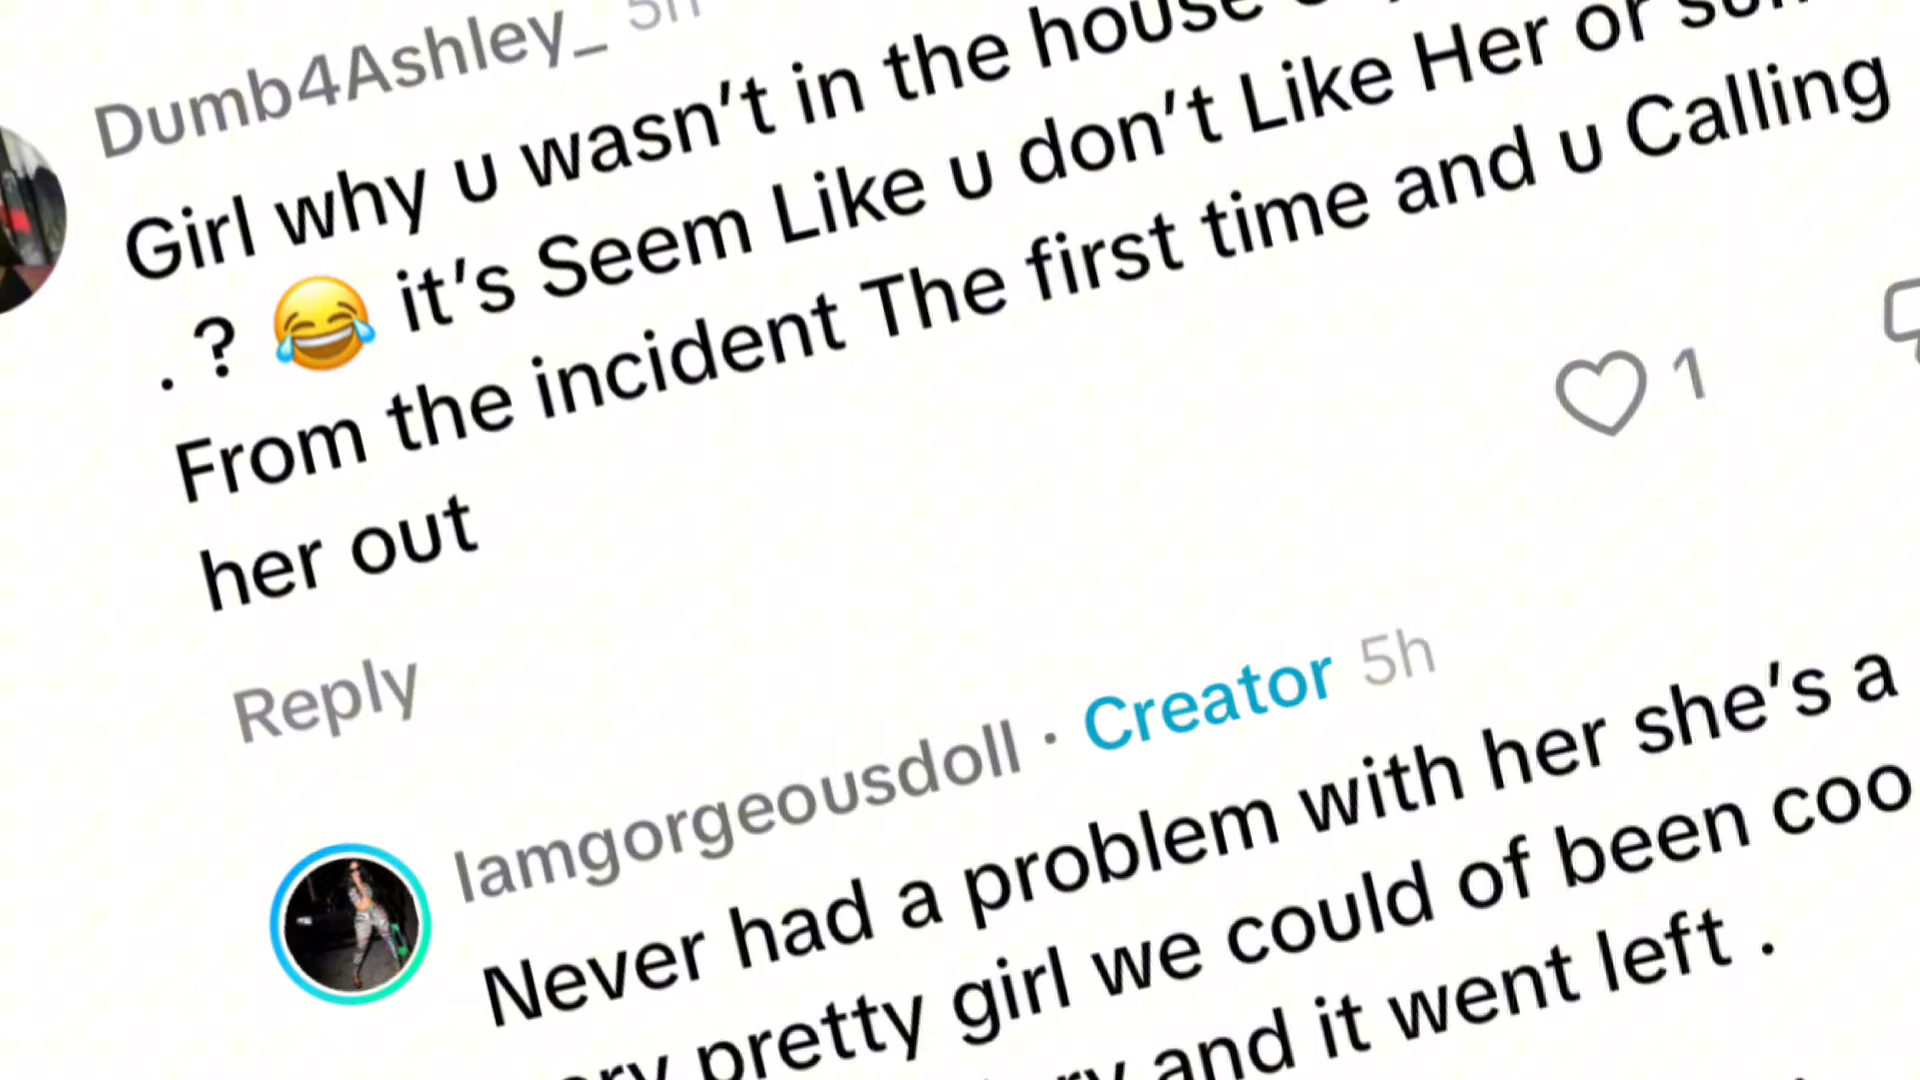 Dumb4Ashley_ 5h
Girl why u wasn't in the house
. ? 😂 it's Seem Like u don't Like Her or
From the incident The first time and u Calling
her out
1
Reply
Iamgorgeousdoll · Creator 5h
Never had a problem with her she's a
pretty girl we could of been
and it went left .